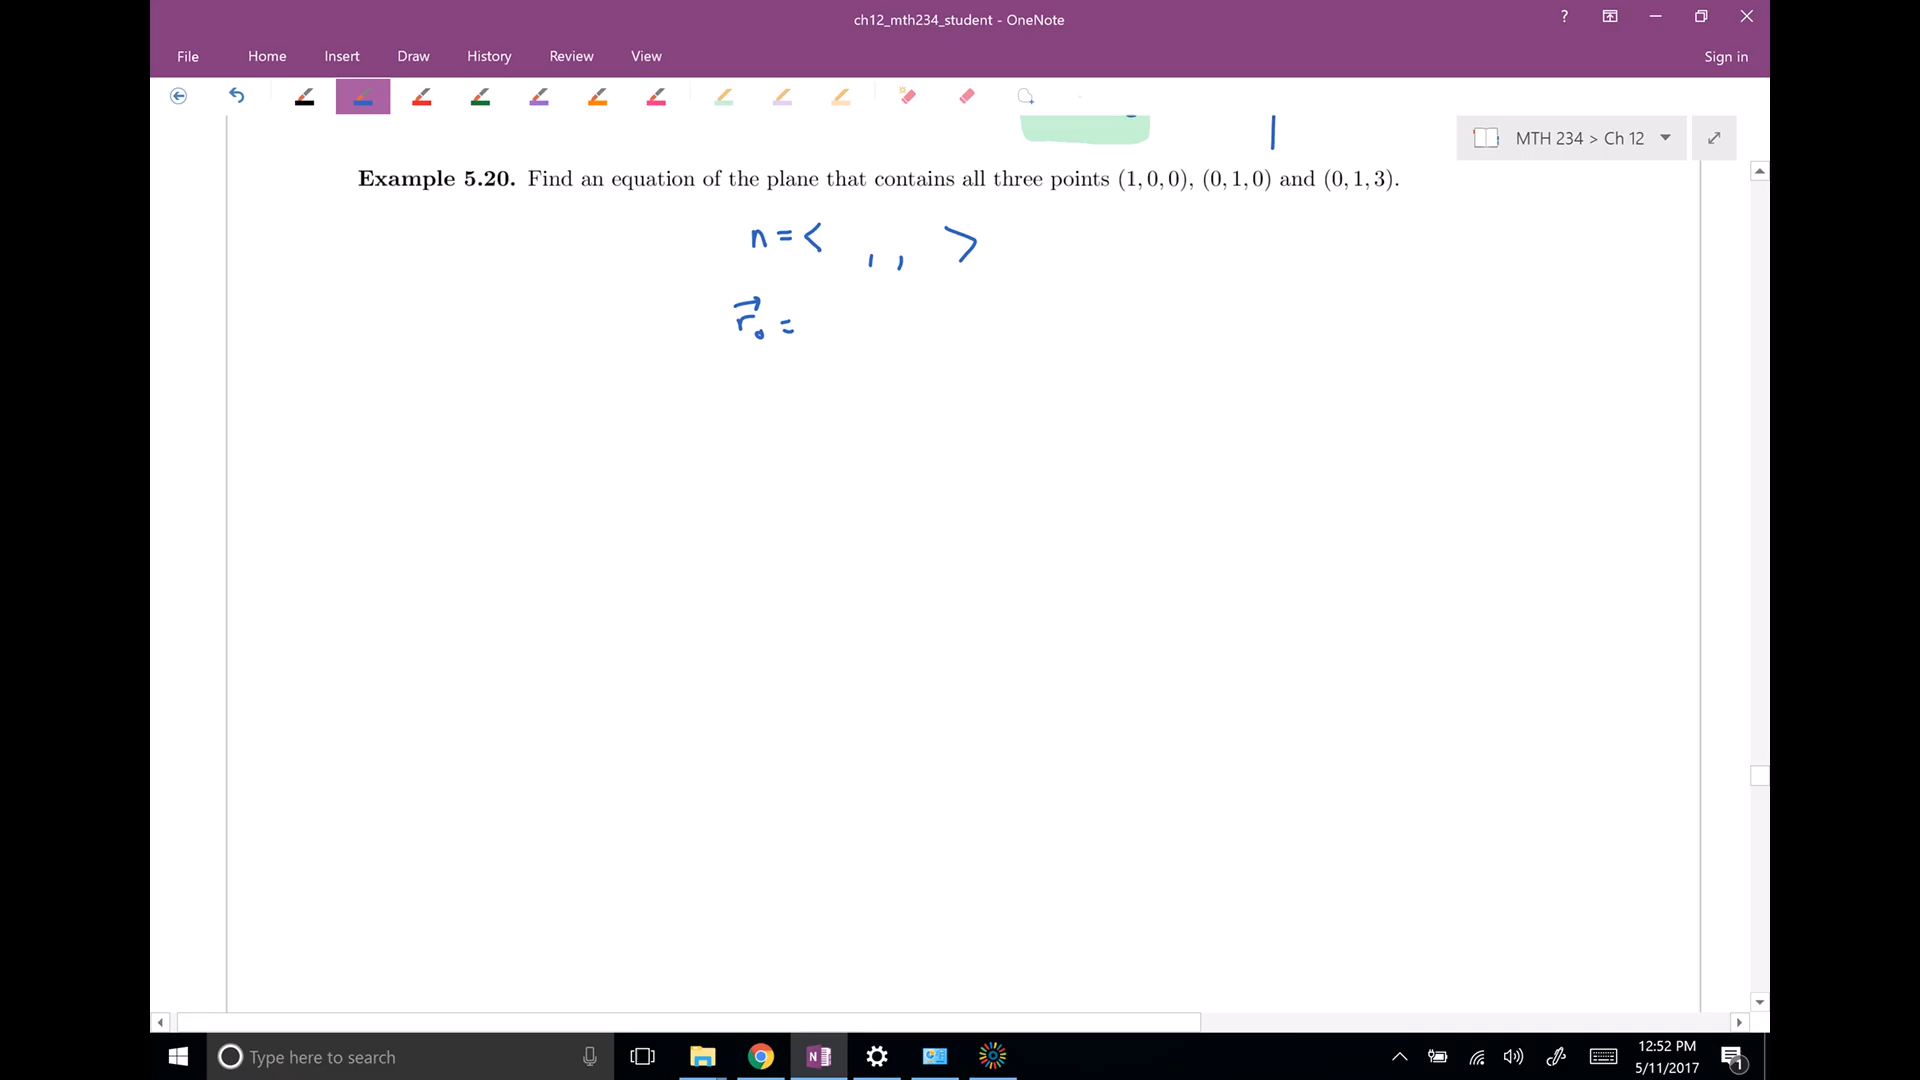 ch12_mth234_student - OneNote
?
File Home Insert Draw History Review View Sign in
MTH 234 > Ch 12
Example 5.20. Find an equation of the plane that contains all three points (1, 0, 0), (0, 1, 0) and (0, 1, 3).
n = < , , >
r⃗₀ =
Type here to search
N
12:52 PM
5/11/2017
1